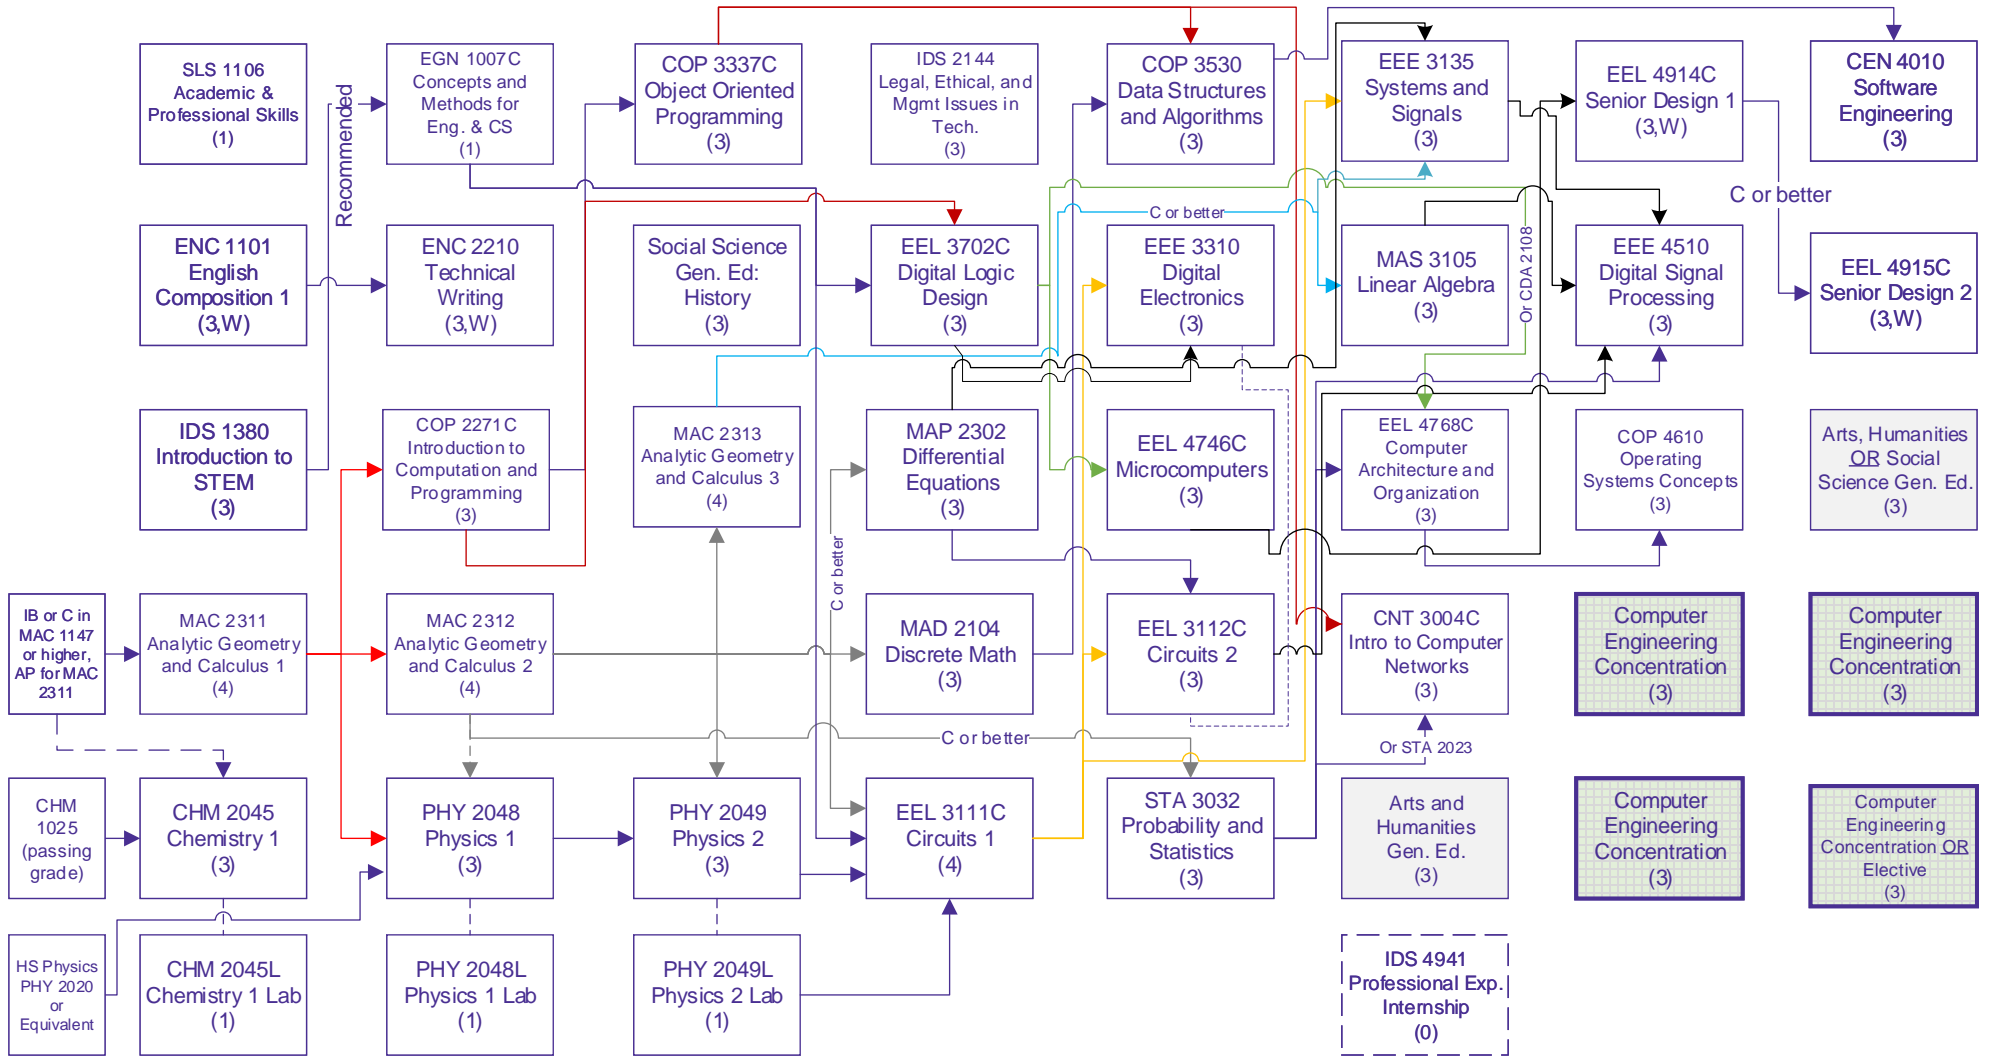 SLS 1106
Academic &
Professional Skills
(1)
Recommended
EGN 1007C
Concepts and
Methods for
Eng. & CS
(1)
COP 3337C
Object Oriented
Programming
(3)
IDS 2144
Legal, Ethical, and
Mgmt Issues in
Tech.
(3)
COP 3530
Data Structures
and Algorithms
(3)
EEE 3135
Systems and
Signals
(3)
EEL 4914C
Senior Design 1
(3,W)
CEN 4010
Software
Engineering
(3)
C or better
ENC 1101
English
Composition 1
(3,W)
ENC 2210
Technical
Writing
(3,W)
Social Science
Gen. Ed:
History
(3)
EEL 3702C
Digital Logic
Design
(3)
C or better
EEE 3310
Digital
Electronics
(3)
MAS 3105
Linear Algebra
(3)
Or CDA 2108
EEE 4510
Digital Signal
Processing
(3)
EEL 4915C
Senior Design 2
(3,W)
IDS 1380
Introduction to
STEM
(3)
COP 2271C
Introduction to
Computation and
Programming
(3)
MAC 2313
Analytic Geometry
and Calculus 3
(4)
MAP 2302
Differential
Equations
(3)
EEL 4746C
Microcomputers
(3)
EEL 4768C
Computer
Architecture and
Organization
(3)
COP 4610
Operating
Systems Concepts
(3)
Arts, Humanities
OR Social
Science Gen. Ed.
(3)
C or better
IB or C in
MAC 1147
or higher,
AP for MAC
2311
MAC 2311
Analytic Geometry
and Calculus 1
(4)
MAC 2312
Analytic Geometry
and Calculus 2
(4)
MAD 2104
Discrete Math
(3)
EEL 3112C
Circuits 2
(3)
CNT 3004C
Intro to Computer
Networks
(3)
Computer
Engineering
Concentration
(3)
Computer
Engineering
Concentration
(3)
C or better
Or STA 2023
CHM
1025
(passing
grade)
CHM 2045
Chemistry 1
(3)
PHY 2048
Physics 1
(3)
PHY 2049
Physics 2
(3)
EEL 3111C
Circuits 1
(4)
STA 3032
Probability and
Statistics
(3)
Arts and
Humanities
Gen. Ed.
(3)
Computer
Engineering
Concentration
(3)
Computer
Engineering
Concentration OR
Elective
(3)
HS Physics
PHY 2020
or
Equivalent
CHM 2045L
Chemistry 1 Lab
(1)
PHY 2048L
Physics 1 Lab
(1)
PHY 2049L
Physics 2 Lab
(1)
IDS 4941
Professional Exp.
Internship
(0)